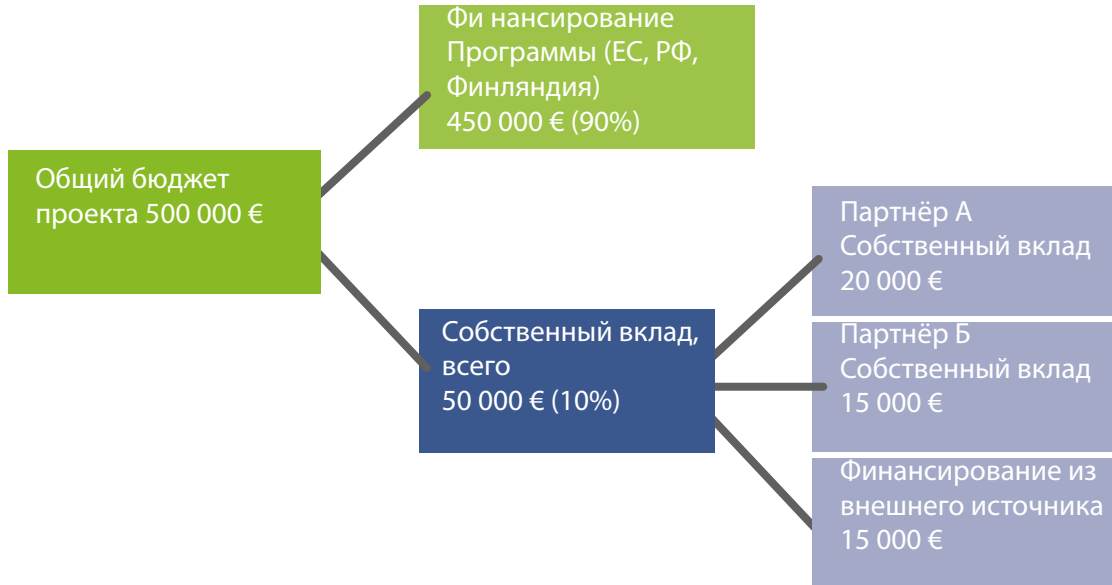 Фи нансирование
Программы (ЕС, РФ,
Финляндия)
450 000 € (90%)
Общий бюджет
проекта 500 000 €
Собственный вклад,
всего
50 000 € (10%)
Партнёр А
Собственный вклад
20 000 €
Партнёр Б
Собственный вклад
15 000 €
Финансирование из
внешнего источника
15 000 €